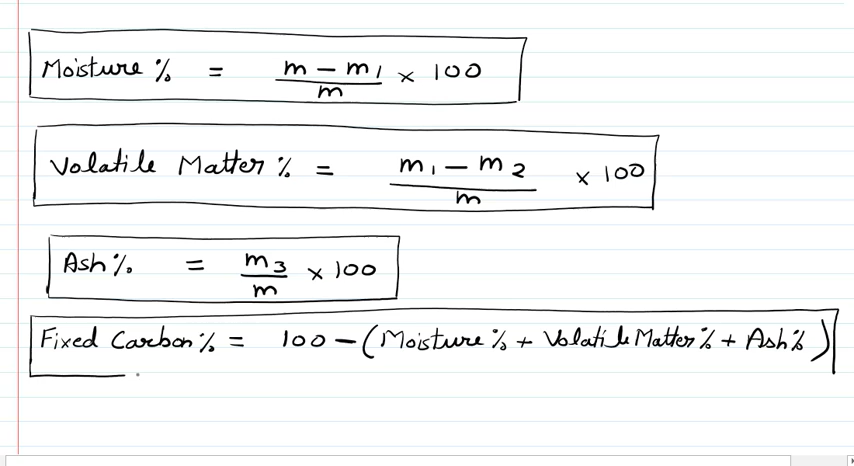 Moisture % = m - m1 / m × 100
Volatile Matter % = m1 - m2 / m × 100
Ash % = m3 / m × 100
Fixed Carbon % = 100 - (Moisture % + Volatile Matter % + Ash %)